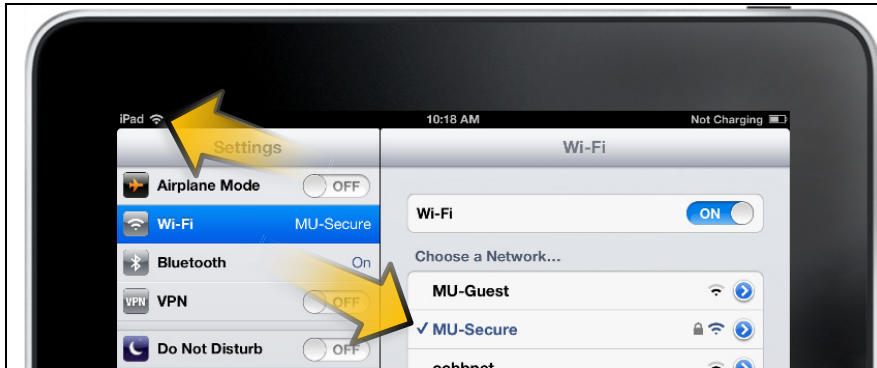 iPad 10:18 AM Not Charging
Settings Wi-Fi
Airplane Mode OFF
Wi-Fi MU-Secure
Bluetooth On
VPN VPN OFF
Do Not Disturb OFF
Wi-Fi ON
Choose a Network...
MU-Guest
✓ MU-Secure